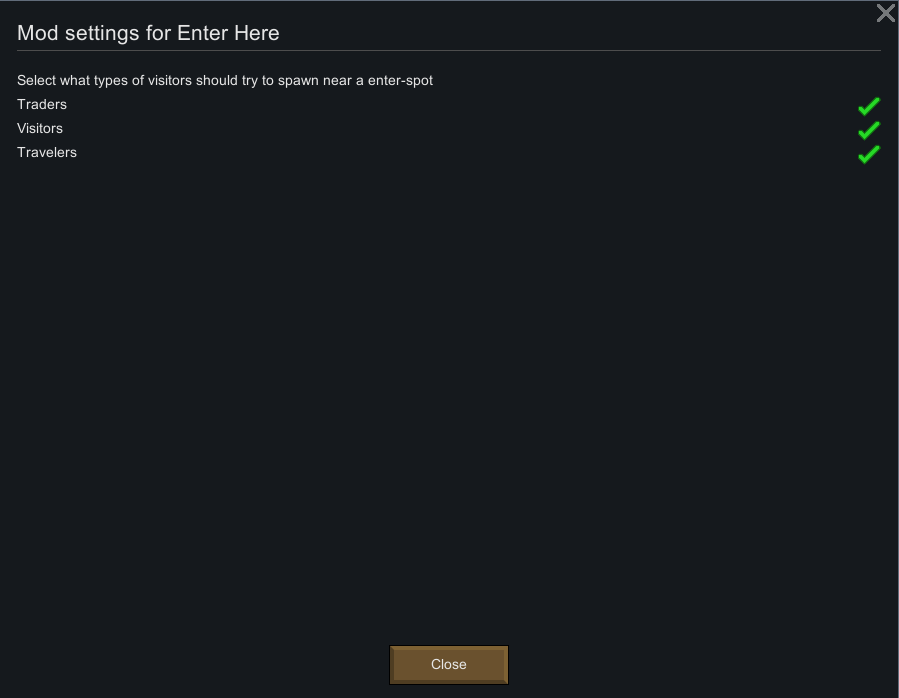 Mod settings for Enter Here
Select what types of visitors should try to spawn near a enter-spot
Traders
Visitors
Travelers
Close